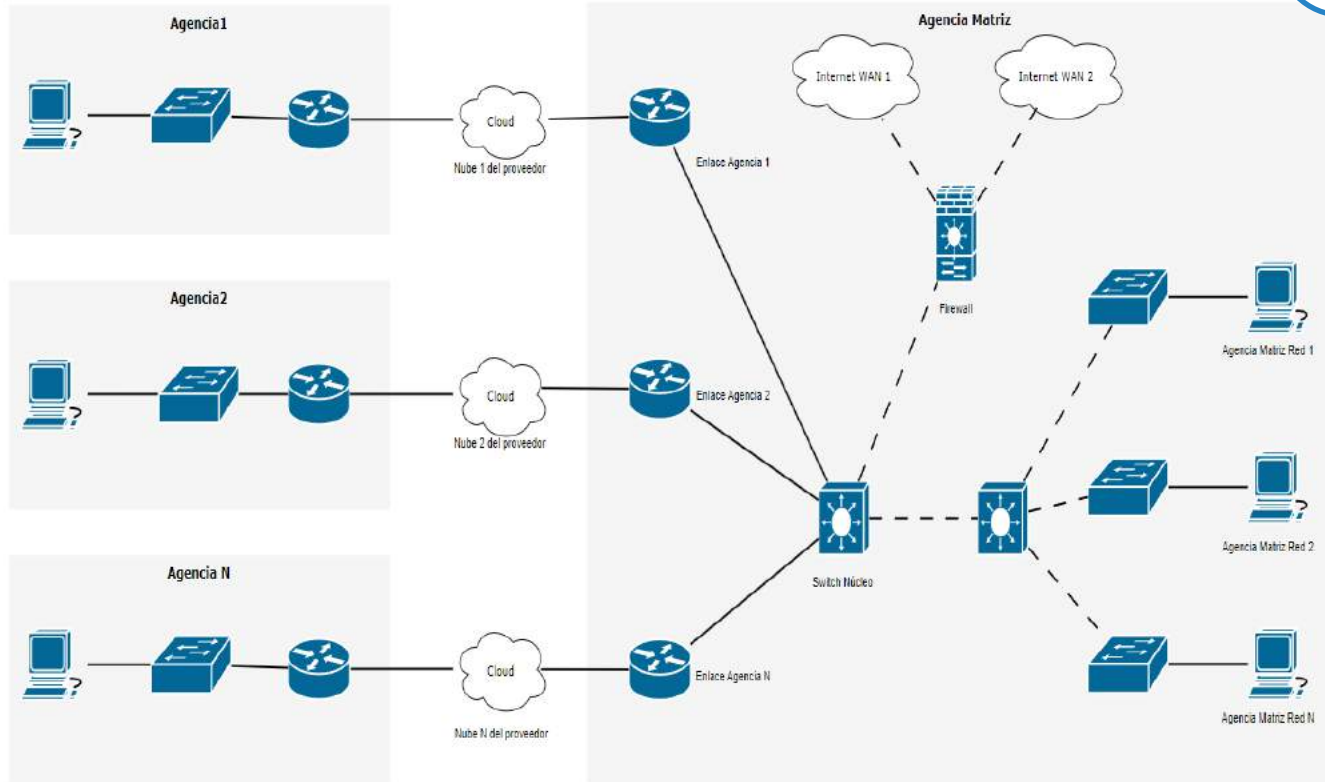 Agencia1
Cloud
Nube 1 del proveedor
Agencia2
Cloud
Nube 2 del proveedor
Agencia N
Cloud
Nube N del proveedor
Agencia Matriz
Internet WAN 1
Internet WAN 2
Enlace Agencia 1
Firewall
Enlace Agencia 2
Switch Núcleo
Enlace Agencia N
Agencia Matriz Red 1
Agencia Matriz Red 2
Agencia Matriz Red N